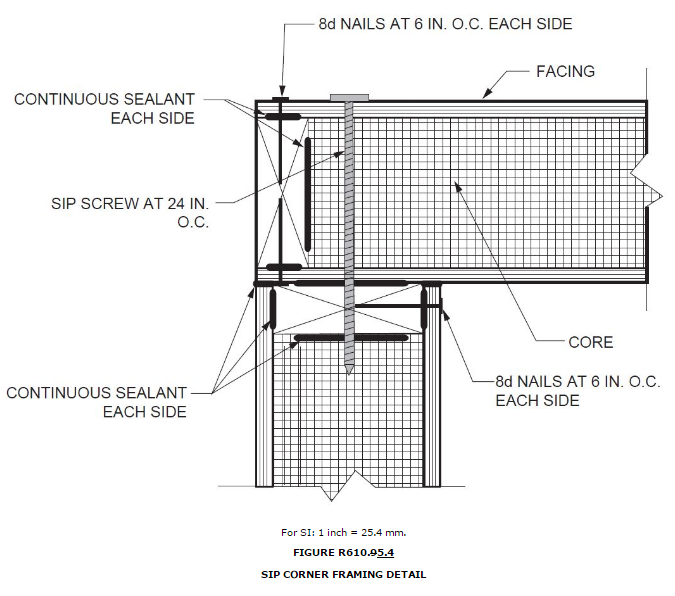 8d NAILS AT 6 IN. O.C. EACH SIDE
FACING
CONTINUOUS SEALANT
EACH SIDE
SIP SCREW AT 24 IN.
O.C.
CORE
8d NAILS AT 6 IN. O.C.
EACH SIDE
CONTINUOUS SEALANT
EACH SIDE
For SI: 1 inch = 25.4 mm.
FIGURE R610.95.4
SIP CORNER FRAMING DETAIL